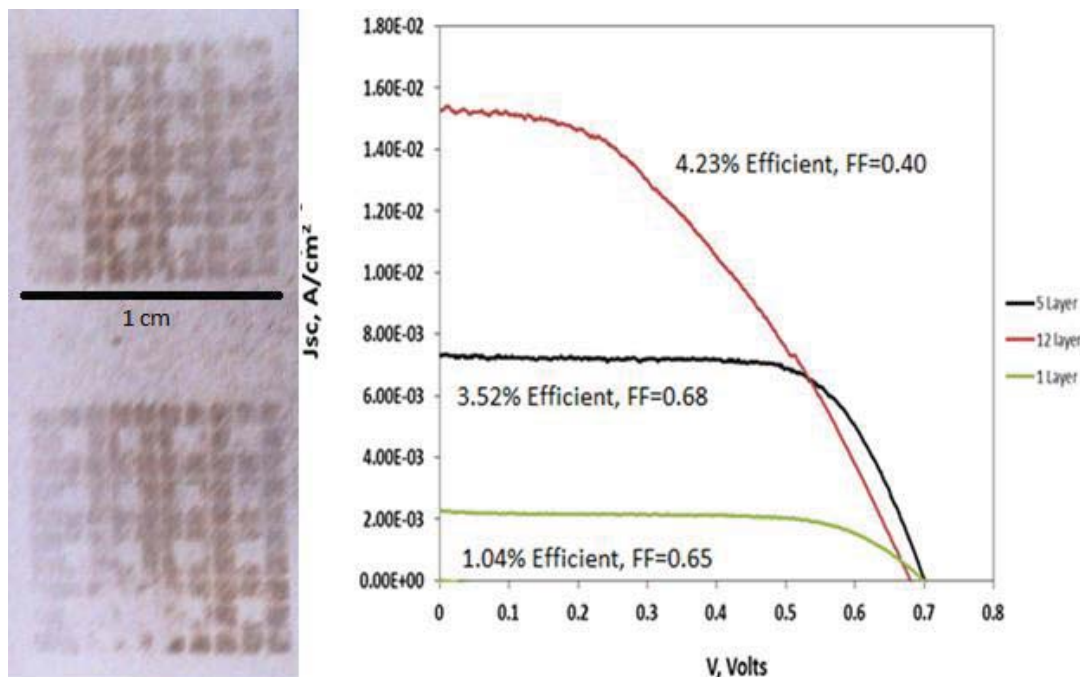 1 cm
Jsc, A/cm²
1.80E-02
1.60E-02
1.40E-02
1.20E-02
1.00E-02
8.00E-03
6.00E-03
4.00E-03
2.00E-03
0.00E+00
4.23% Efficient, FF=0.40
3.52% Efficient, FF=0.68
1.04% Efficient, FF=0.65
5 Layer
12 layer
1 Layer
0 0.1 0.2 0.3 0.4 0.5 0.6 0.7 0.8
V, Volts